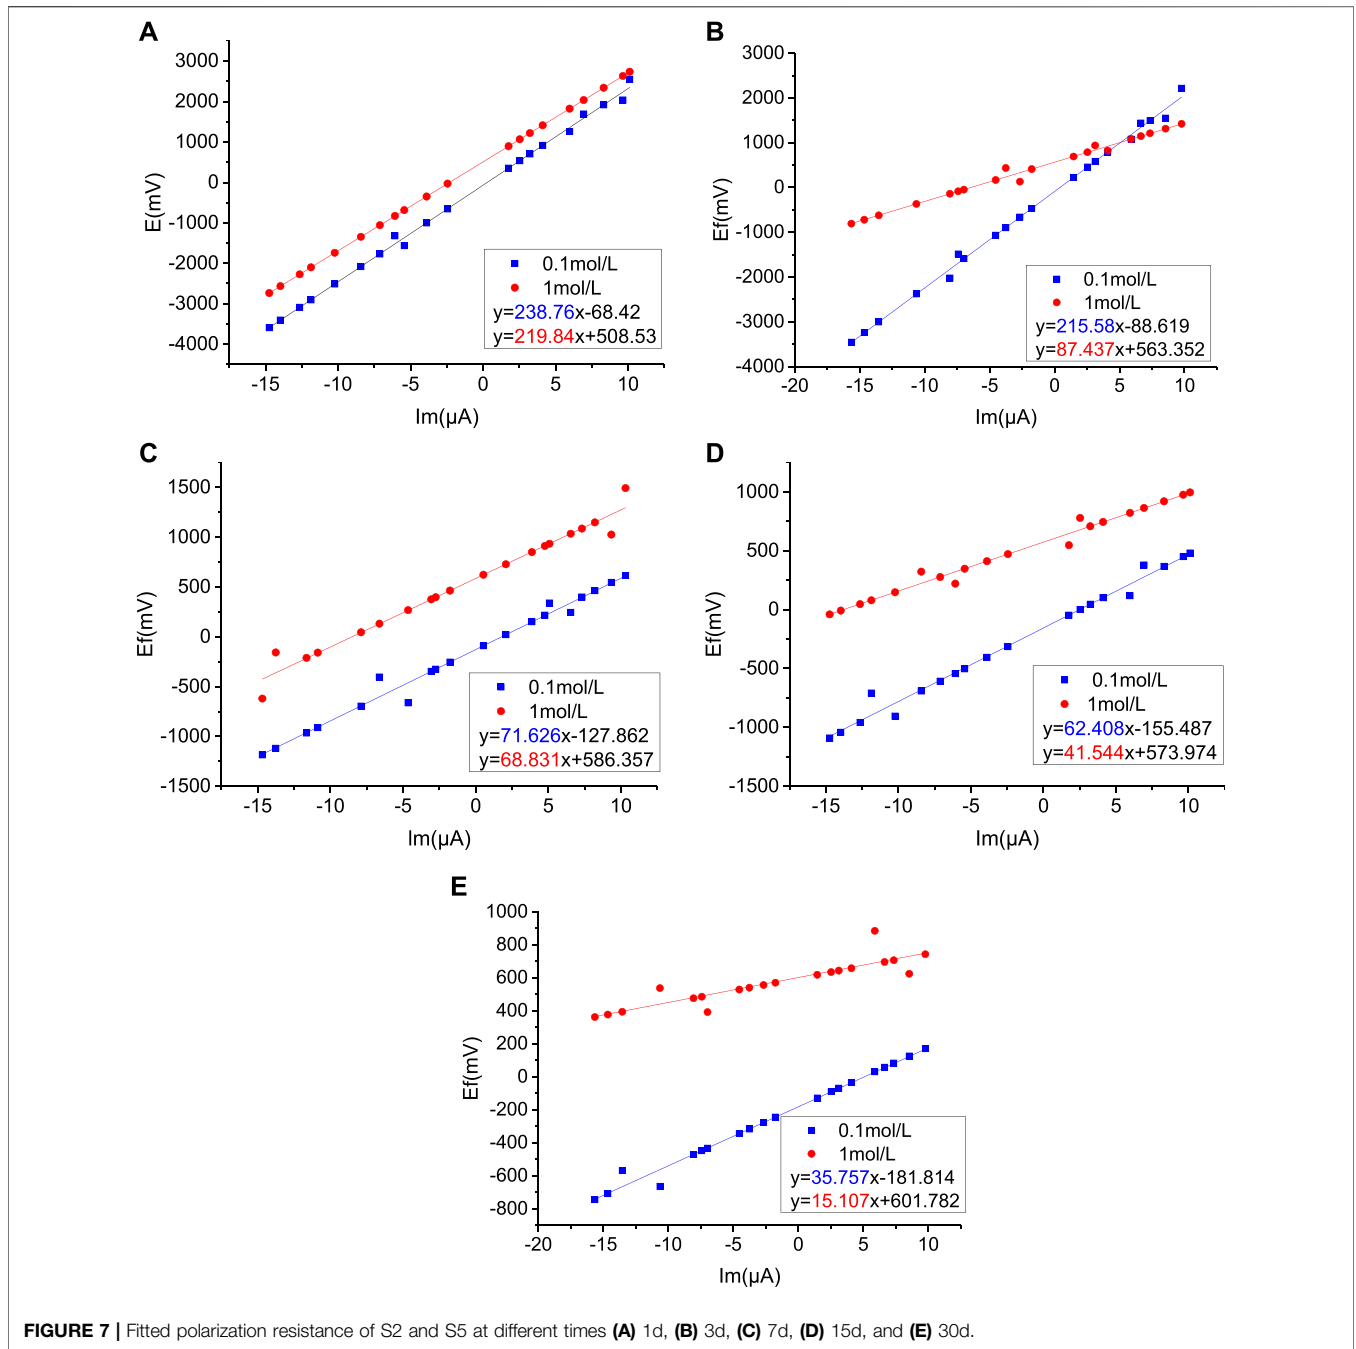 A
3000
2000
1000
0
-1000
-2000
-3000
-4000
E(mV)
0.1mol/L
1mol/L
y=238.76x-68.42
y=219.84x+508.53
-15
-10
-5
0
5
10
Im(µA)
B
3000
2000
1000
0
-1000
-2000
-3000
-4000
Ef(mV)
0.1mol/L
1mol/L
y=215.58x-88.619
y=87.437x+563.352
-20
-15
-10
-5
0
5
10
Im(µA)
C
1500
1000
500
0
-500
-1000
-1500
Ef(mV)
0.1mol/L
1mol/L
y=71.626x-127.862
y=68.831x+586.357
-15
-10
-5
0
5
10
Im(µA)
D
1000
500
0
-500
-1000
-1500
Ef(mV)
0.1mol/L
1mol/L
y=62.408x-155.487
y=41.544x+573.974
-15
-10
-5
0
5
10
Im(µA)
E
1000
800
600
400
200
0
-200
-400
-600
-800
Ef(mV)
0.1mol/L
1mol/L
y=35.757x-181.814
y=15.107x+601.782
-20
-15
-10
-5
0
5
10
Im(µA)
FIGURE 7 | Fitted polarization resistance of S2 and S5 at different times (A) 1d, (B) 3d, (C) 7d, (D) 15d, and (E) 30d.